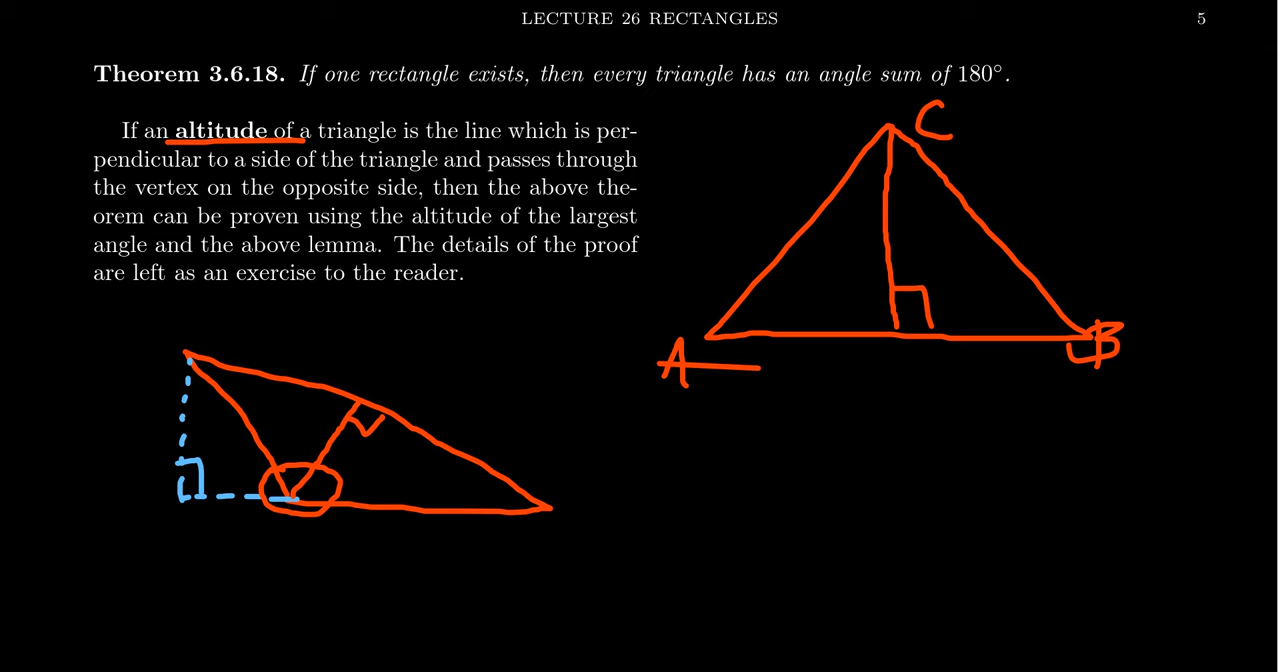 LECTURE 26 RECTANGLES 5
Theorem 3.6.18. If one rectangle exists, then every triangle has an angle sum of 180°.
If an altitude of a triangle is the line which is per-
pendicular to a side of the triangle and passes through
the vertex on the opposite side, then the above the-
orem can be proven using the altitude of the largest
angle and the above lemma. The details of the proof
are left as an exercise to the reader.
C
A B